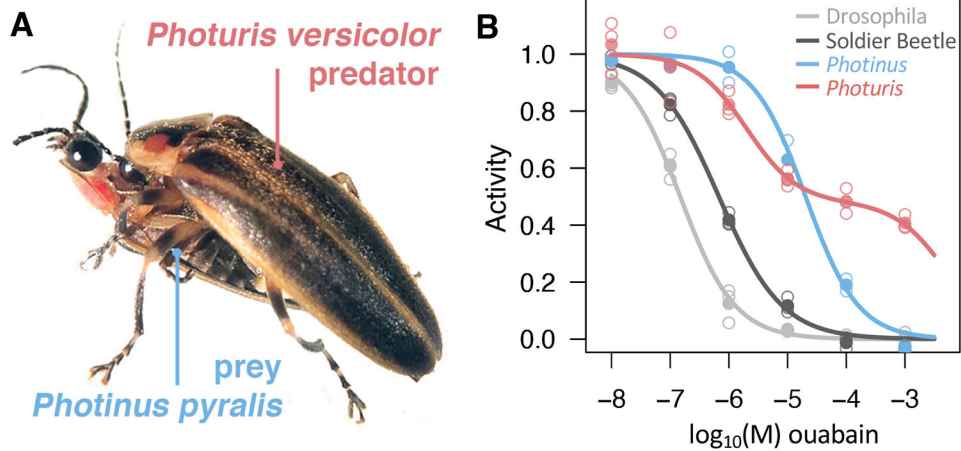 A
Photuris versicolor
predator
prey
Photinus pyralis
B
Drosophila
Soldier Beetle
Photinus
Photuris
Activity
1.0
0.8
0.6
0.4
0.2
0.0
−8 −7 −6 −5 −4 −3
log₁₀(M) ouabain